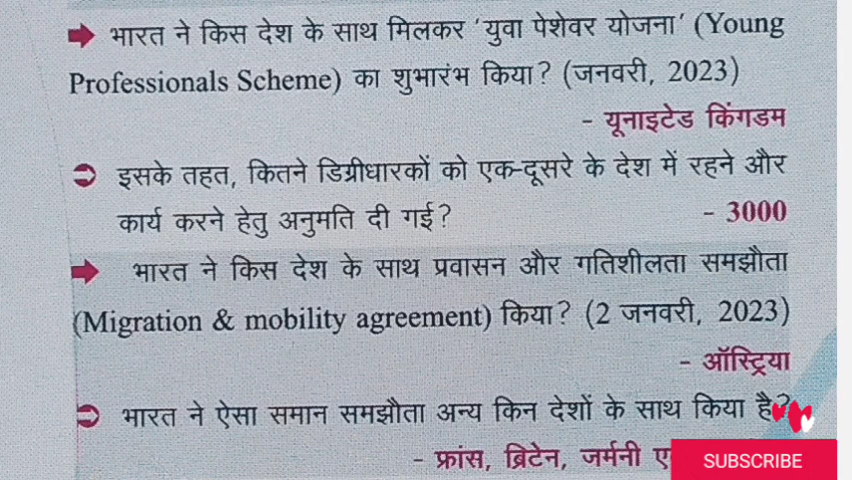 ➡ भारत ने किस देश के साथ मिलकर 'युवा पेशेवर योजना' (Young
Professionals Scheme) का शुभारंभ किया? (जनवरी, 2023)
- यूनाइटेड किंगडम
➲ इसके तहत, कितने डिग्रीधारकों को एक-दूसरे के देश में रहने और
कार्य करने हेतु अनुमति दी गई? - 3000
➡ भारत ने किस देश के साथ प्रवासन और गतिशीलता समझौता
(Migration & mobility agreement) किया? (2 जनवरी, 2023)
- ऑस्ट्रिया
➲ भारत ने ऐसा समान समझौता अन्य किन देशों के साथ किया है?
- फ्रांस, ब्रिटेन, जर्मनी
SUBSCRIBE